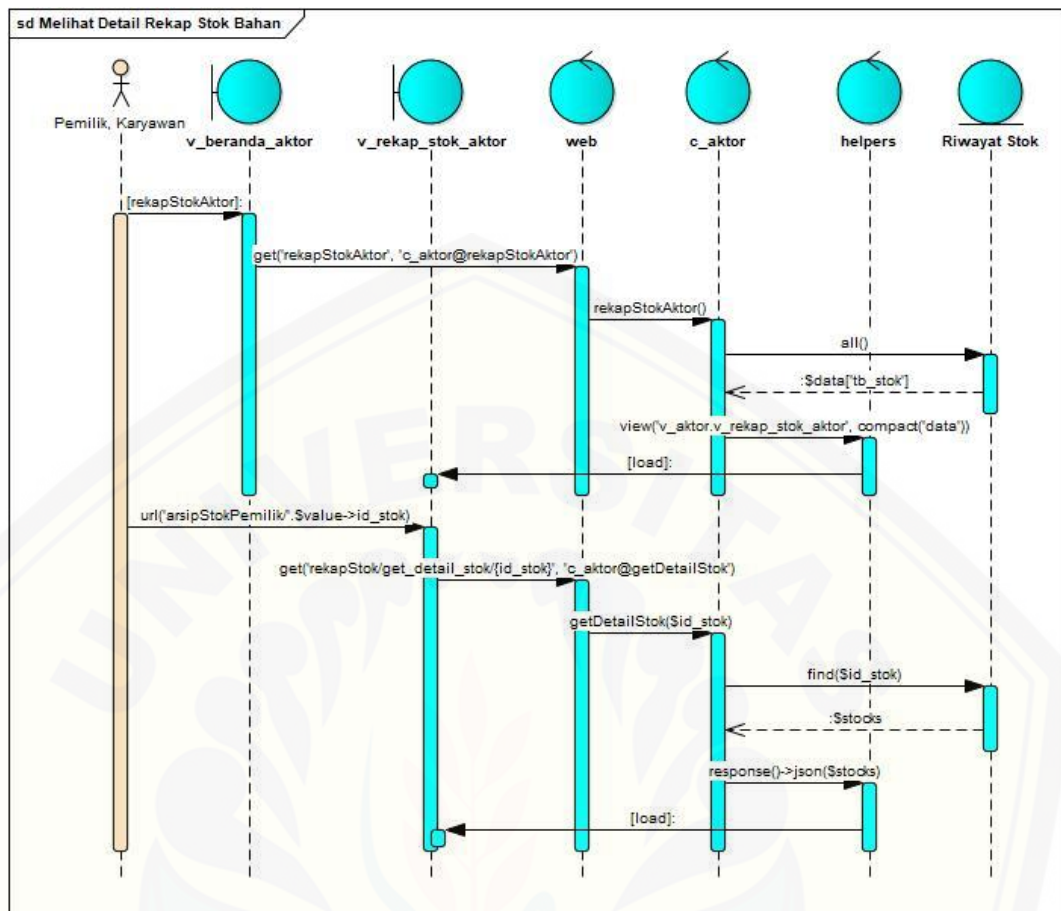 sd Melihat Detail Rekap Stok Bahan
Pemilik, Karyawan
v_beranda_aktor
v_rekap_stok_aktor
web
c_aktor
helpers
Riwayat Stok
[rekapStokAktor]:
get('rekapStokAktor', 'c_aktor@rekapStokAktor')
rekapStokAktor()
all()
:$data['tb_stok']
view('v_aktor.v_rekap_stok_aktor', compact('data'))
[load]:
url("arsipStokPemilik/".$value->id_stok)
get('rekapStok/get_detail_stok/{id_stok}', 'c_aktor@getDetailStok')
getDetailStok($id_stok)
find($id_stok)
:$stocks
response()->json($stocks)
[load]:
UNIVERSITAS